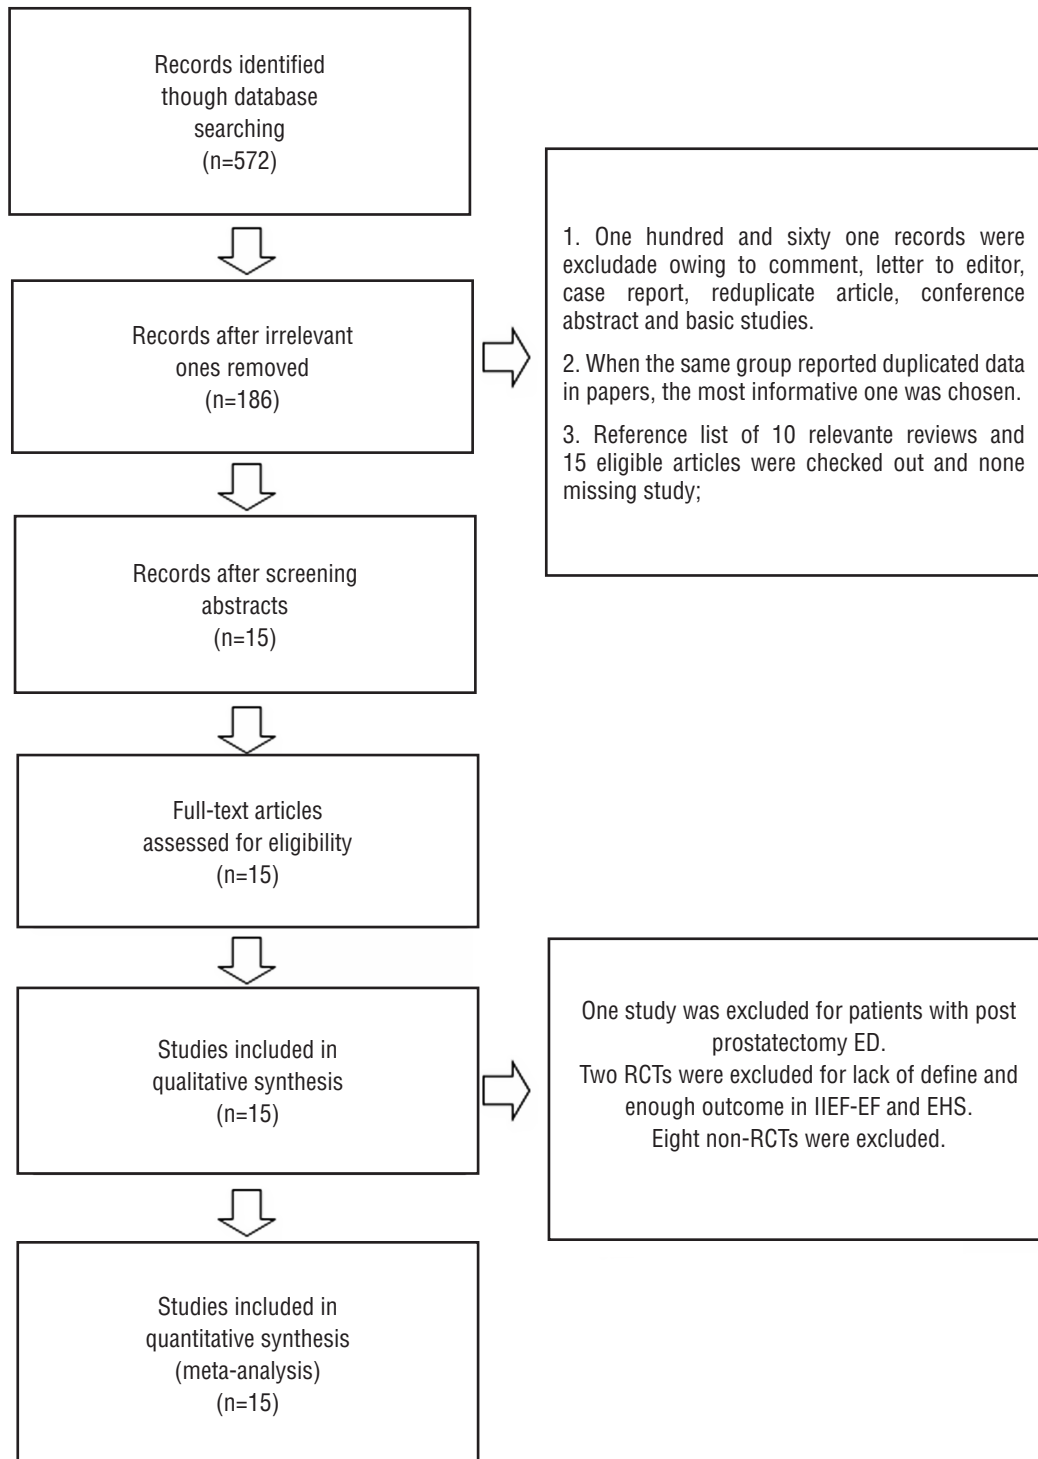 Records identified
though database
searching
(n=572)
Records after irrelevant
ones removed
(n=186)
1. One hundred and sixty one records were
excludade owing to comment, letter to editor,
case report, reduplicate article, conference
abstract and basic studies.
2. When the same group reported duplicated data
in papers, the most informative one was chosen.
3. Reference list of 10 relevante reviews and
15 eligible articles were checked out and none
missing study;
Records after screening
abstracts
(n=15)
Full-text articles
assessed for eligibility
(n=15)
Studies included in
qualitative synthesis
(n=15)
One study was excluded for patients with post
prostatectomy ED.
Two RCTs were excluded for lack of define and
enough outcome in IIEF-EF and EHS.
Eight non-RCTs were excluded.
Studies included in
quantitative synthesis
(meta-analysis)
(n=15)